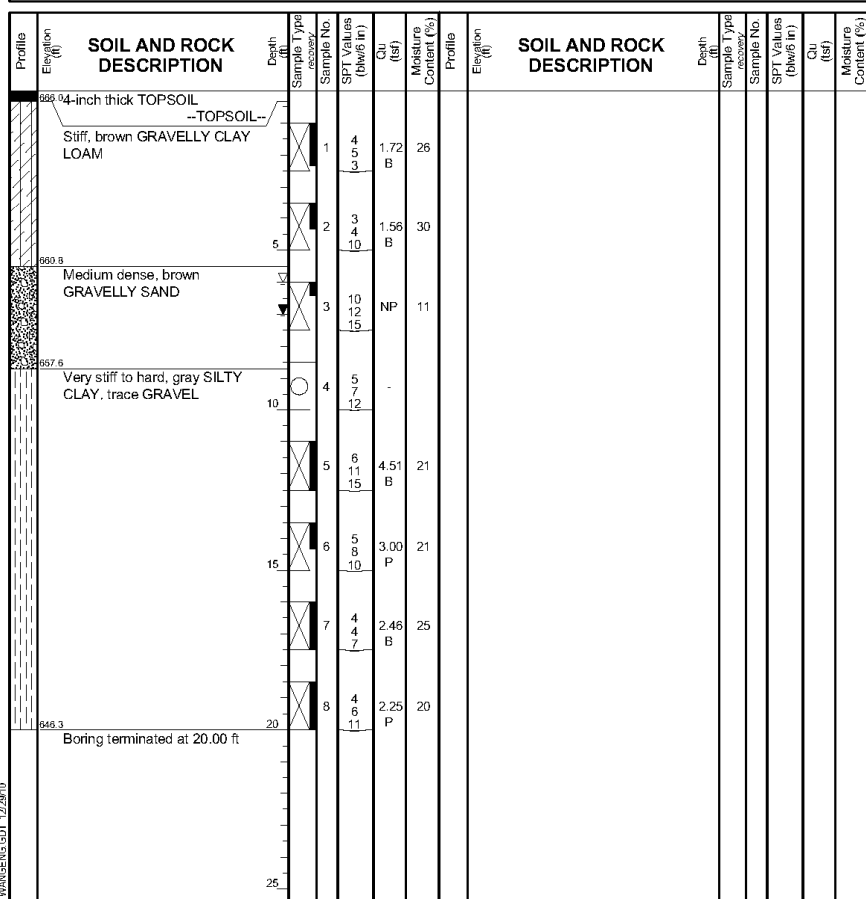 Profile
Elevation (ft)
SOIL AND ROCK DESCRIPTION
Depth (ft)
Sample Type recovery
Sample No.
SPT Values (blw/6 in)
Qu (tsf)
Moisture Content (%)
Profile
Elevation (ft)
SOIL AND ROCK DESCRIPTION
Depth (ft)
Sample Type recovery
Sample No.
SPT Values (blw/6 in)
Qu (tsf)
Moisture Content (%)
666.0 4-inch thick TOPSOIL
--TOPSOIL--
Stiff, brown GRAVELLY CLAY
LOAM
1 4 5 3 1.72 B 26
2 3 4 10 1.56 B 30
5
660.8
Medium dense, brown
GRAVELLY SAND
3 10 12 15 NP 11
657.6
Very stiff to hard, gray SILTY
CLAY, trace GRAVEL
4 5 7 12 -
10
5 6 11 15 4.51 B 21
6 5 8 10 3.00 P 21
15
7 4 4 7 2.46 B 25
8 4 6 11 2.25 P 20
646.3
20
Boring terminated at 20.00 ft
25
WANGENG.GDT 12/29/10